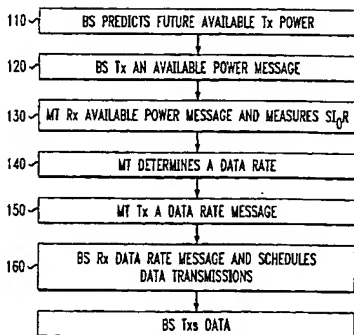 110 BS PREDICTS FUTURE AVAILABLE Tx POWER
120 BS Tx AN AVAILABLE POWER MESSAGE
130 MT Rx AVAILABLE POWER MESSAGE AND MEASURES SI₀R
140 MT DETERMINES A DATA RATE
150 MT Tx A DATA RATE MESSAGE
160 BS Rx DATA RATE MESSAGE AND SCHEDULES
DATA TRANSMISSIONS
BS Txs DATA